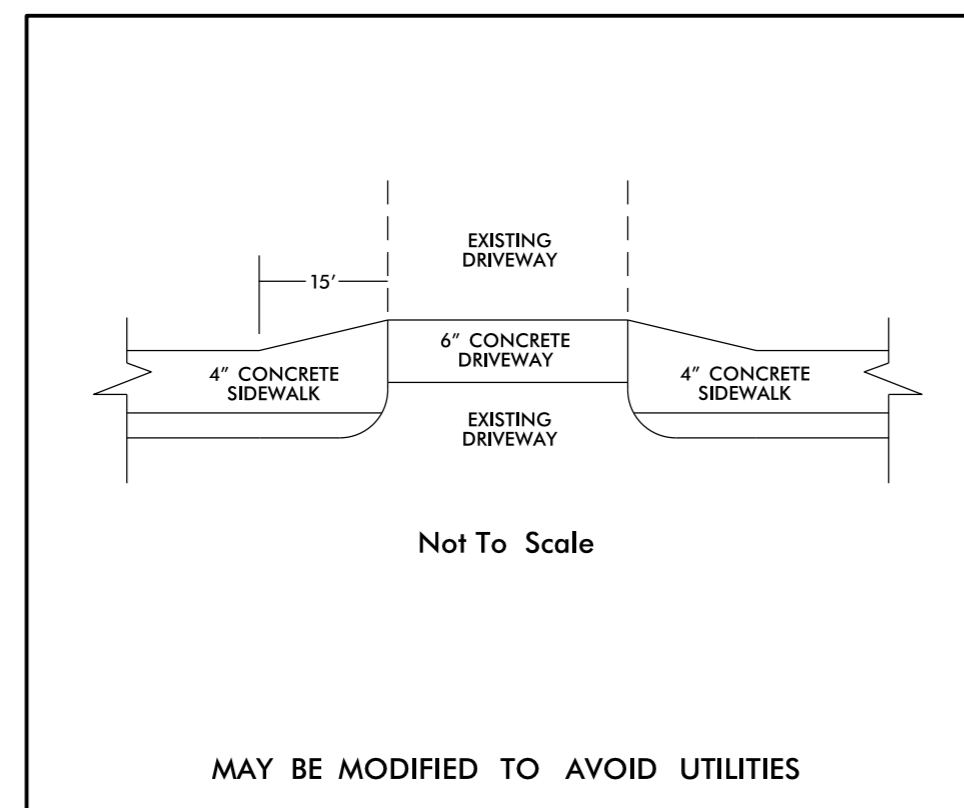 EXISTING
DRIVEWAY
15'
6" CONCRETE
DRIVEWAY
4" CONCRETE
SIDEWALK
4" CONCRETE
SIDEWALK
EXISTING
DRIVEWAY
Not To Scale
MAY BE MODIFIED TO AVOID UTILITIES